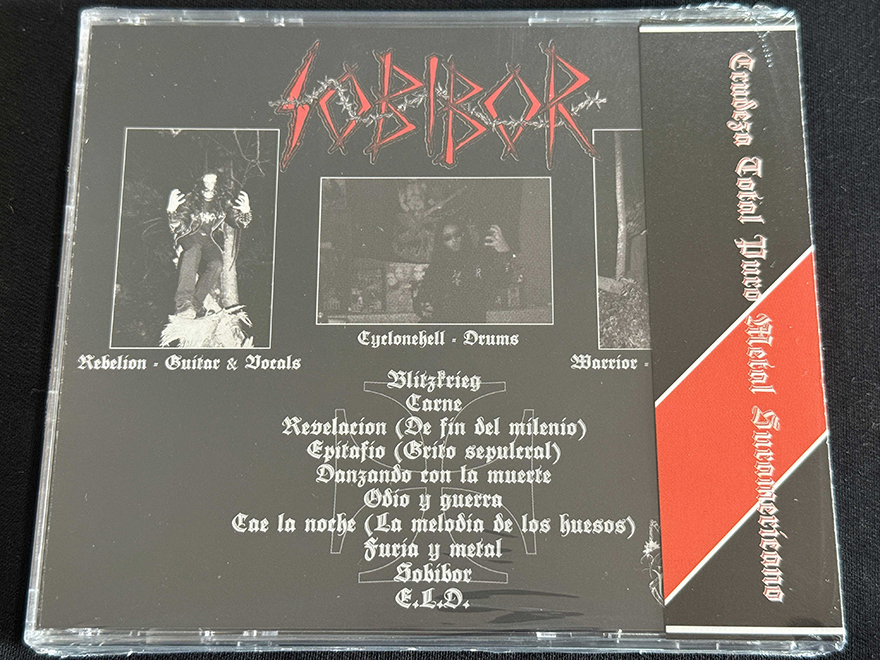 SOBIBOR
Rebelion - Guitar & Vocals
Cyclonehell - Drums
Warrior -
Blitzkrieg
Carne
Revelacion (De fin del milenio)
Epitafio (Grito sepulcral)
Danzando con la muerte
Odio y guerra
Cae la noche (La melodia de los huesos)
Furia y metal
Sobibor
E.L.D.
Crudeza Total Puro Metal Suramericano